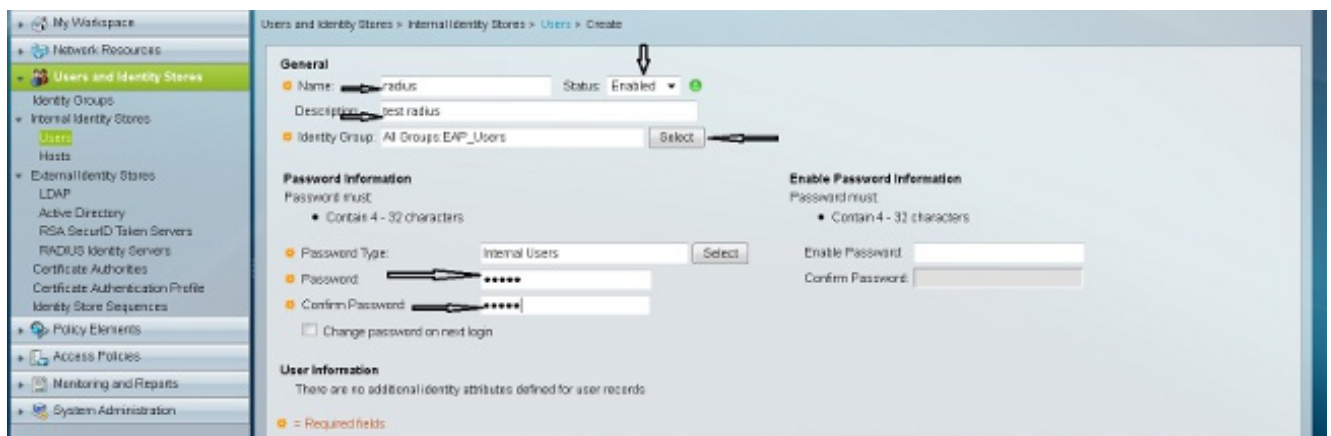 My Workspace
Network Resources
Users and Identity Stores
Identity Groups
Internal Identity Stores
Users
Hosts
External Identity Stores
LDAP
Active Directory
RSA SecurID Token Servers
RADIUS Identity Servers
Certificate Authorities
Certificate Authentication Profile
Identity Store Sequences
Policy Elements
Access Policies
Monitoring and Reports
System Administration
Users and Identity Stores > Internal Identity Stores > Users > Create
General
Name: radius Status: Enabled
Description: test radius
Identity Group: All Groups:EAP_Users Select
Password Information
Password must:
• Contain 4 - 32 characters
Password Type: Internal Users Select
Password: •••••
Confirm Password: •••••
Change password on next login
Enable Password Information
Password must:
• Contain 4 - 32 characters
Enable Password:
Confirm Password:
User Information
There are no additional identity attributes defined for user records
= Required fields